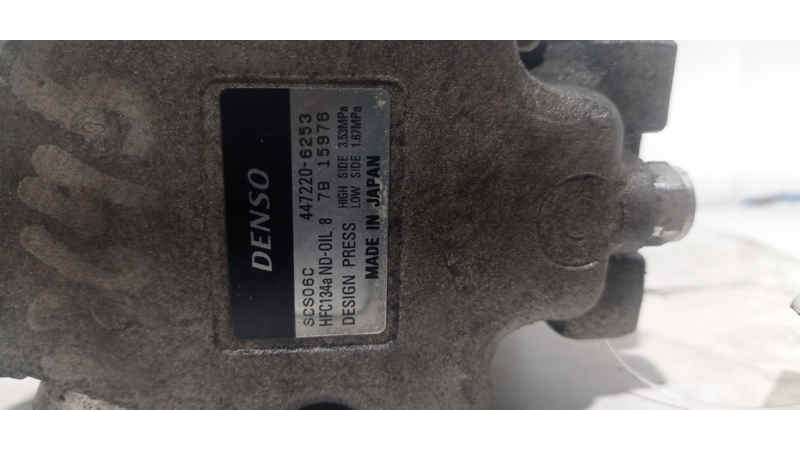 DENSO
SCS06C 447220-6253
HFC134a ND-OIL 8 7B 15976
DESIGN PRESS HIGH SIDE 3.53MPa
LOW SIDE 1.67MPa
MADE IN JAPAN